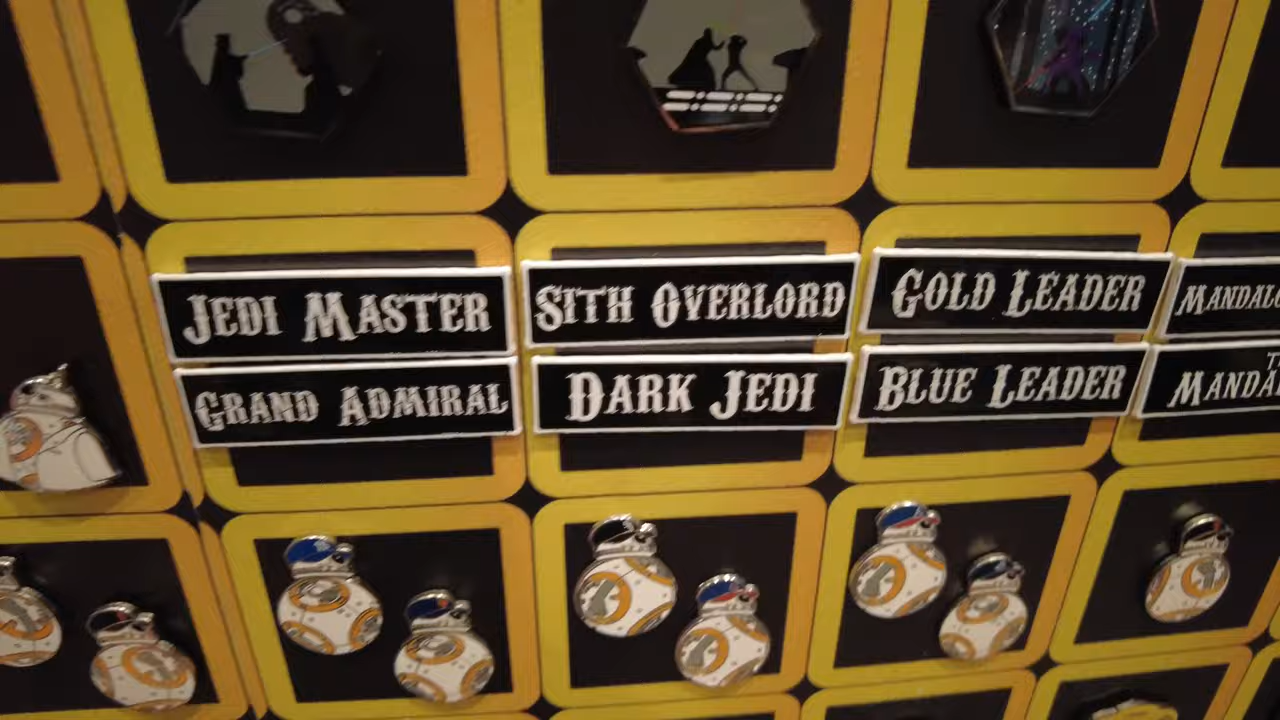 JEDI MASTER
SITH OVERLORD
GOLD LEADER
GRAND ADMIRAL
DARK JEDI
BLUE LEADER